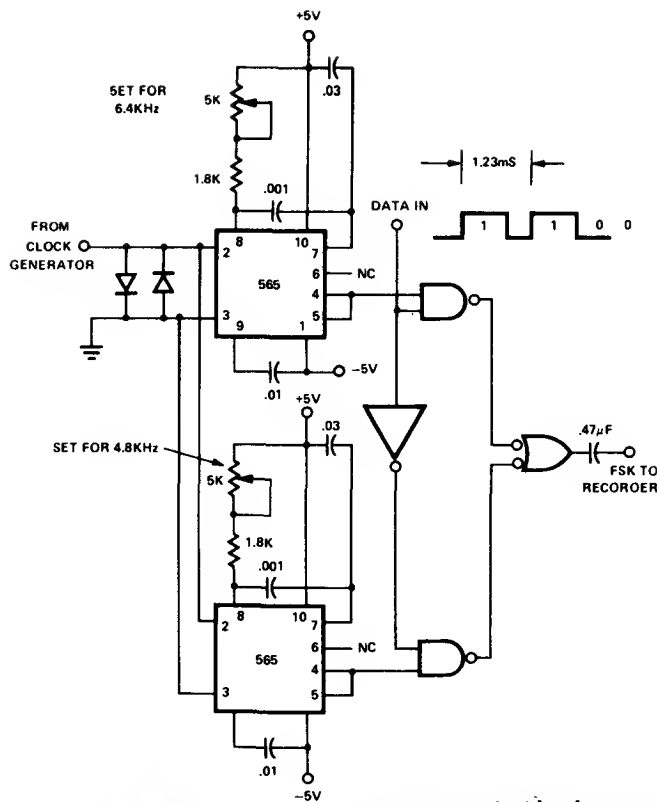 +5V
5ET FOR
6.4KHz
5K
.03
1.8K
.001
1.23mS
DATA IN
1 1 0 0
FROM
CLOCK
GENERATOR
8 10
2 7
6 NC
565
4
3 5
9 1
.01
-5V
+5V
SET FOR 4.8KHz
.03
5K
.47µF
FSK TO
RECOROER
1.8K
.001
8 10
2 7
6 NC
565
4
3 5
.01
-5V